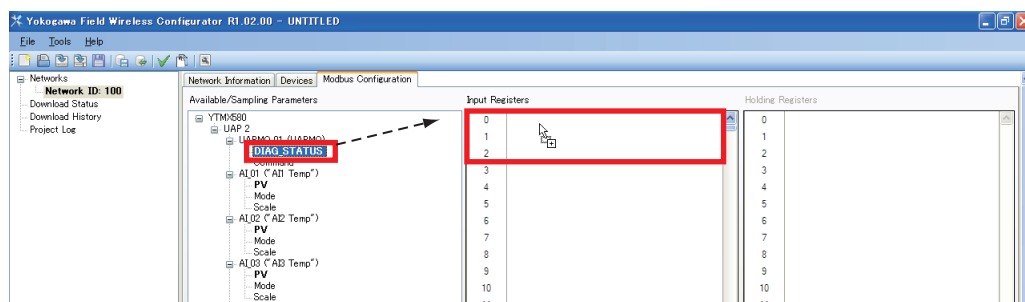 Yokogawa Field Wireless Configurator R1.02.00 - UNTITLED
File Tools Help
Networks
Network ID: 100
Download Status
Download History
Project Log
Network Information Devices Modbus Configuration
Available/Sampling Parameters Input Registers Holding Registers
YTMX580
UAP 2
UAPMO_01 (UAPMO)
DIAG_STATUS
Command
AI_01 ("AI1 Temp")
PV
Mode
Scale
AI_02 ("AI2 Temp")
PV
Mode
Scale
AI_03 ("AI3 Temp")
PV
Mode
Scale
0
1
2
3
4
5
6
7
8
9
10
0
1
2
3
4
5
6
7
8
9
10